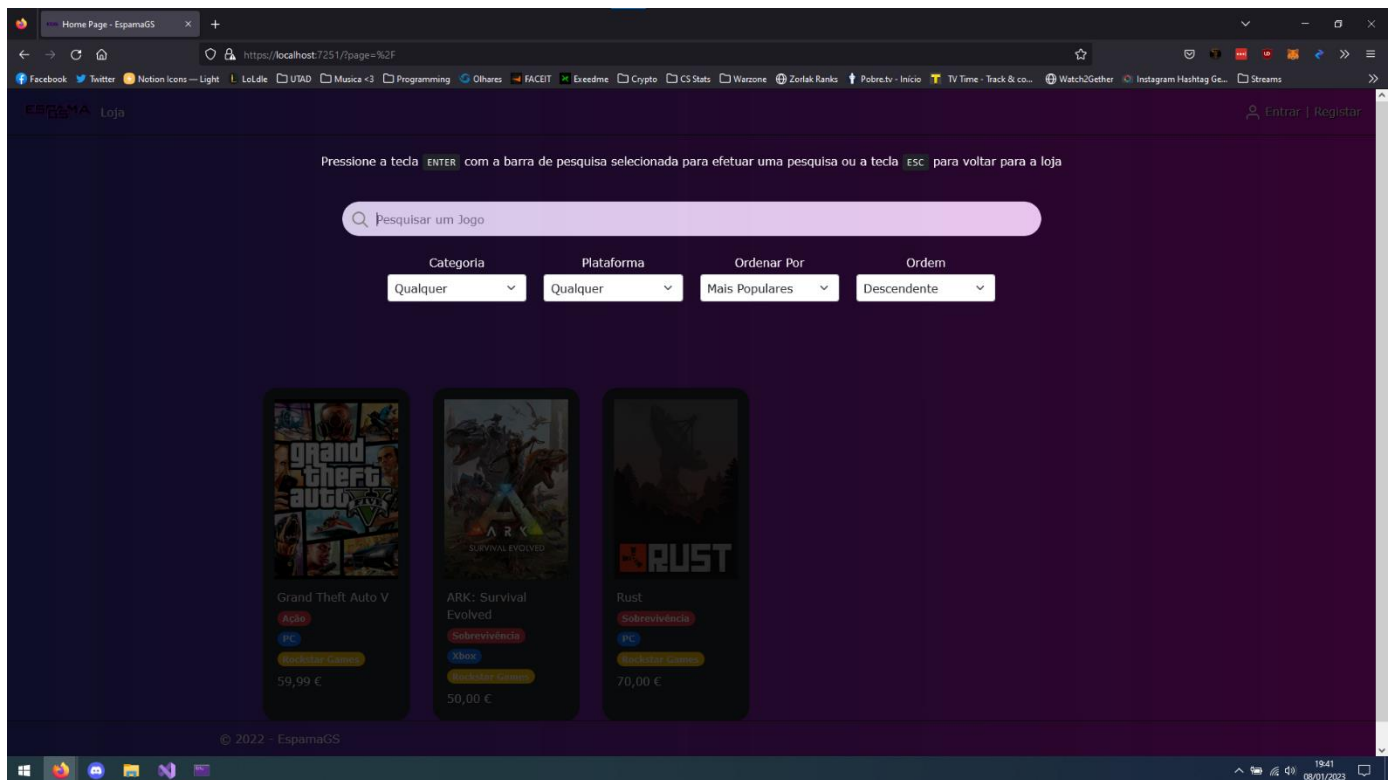 Home Page - EspamaGS
https://localhost:7251/?page=%2F
Facebook Twitter Notion Icons — Light LoLdle UTAD Musica <3 Programming Olhares FACEIT Exeedme Crypto CS Stats Warzone Zorlak Ranks Pobre.tv - Início TV Time - Track & co... Watch2Gether Instagram Hashtag Ge... Streams
ESPAMA GS Loja Entrar | Registar
Pressione a tecla ENTER com a barra de pesquisa selecionada para efetuar uma pesquisa ou a tecla ESC para voltar para a loja
Pesquisar um Jogo
Categoria Plataforma Ordenar Por Ordem
Qualquer Qualquer Mais Populares Descendente
grand
theft
auto
FIVE
ARK
SURVIVAL EVOLVED
RUST
Grand Theft Auto V
Ação
PC
Rockstar Games
59,99 €
ARK: Survival
Evolved
Sobrevivência
Xbox
Rockstar Games
50,00 €
Rust
Sobrevivência
PC
Rockstar Games
70,00 €
© 2022 - EspamaGS
19:41
08/01/2023